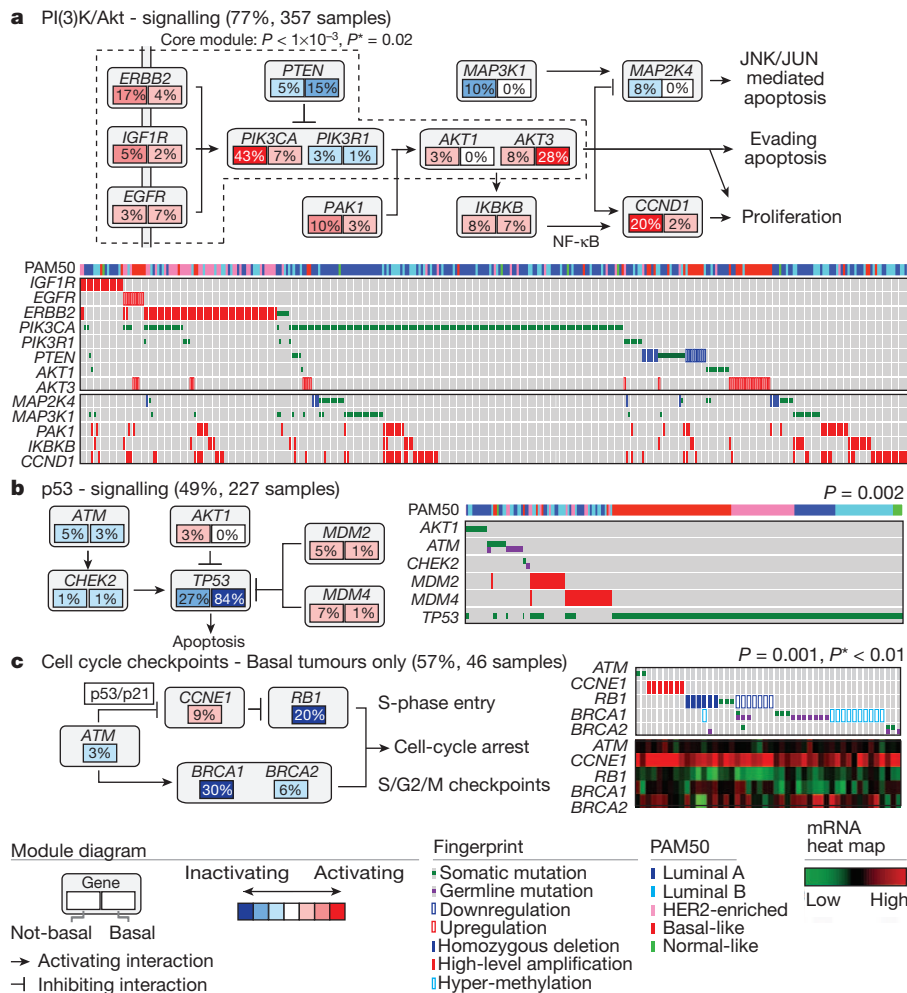 a PI(3)K/Akt - signalling (77%, 357 samples)
Core module: P < 1×10⁻³, P* = 0.02
ERBB2
17% 4%
PTEN
5% 15%
MAP3K1
10% 0%
MAP2K4
8% 0%
JNK/JUN
mediated
apoptosis
IGF1R
5% 2%
PIK3CA PIK3R1
43% 7% 3% 1%
AKT1 AKT3
3% 0% 8% 28%
Evading
apoptosis
EGFR
3% 7%
PAK1
10% 3%
IKBKB
8% 7%
NF-κB
CCND1
20% 2%
Proliferation
PAM50
IGF1R
EGFR
ERBB2
PIK3CA
PIK3R1
PTEN
AKT1
AKT3
MAP2K4
MAP3K1
PAK1
IKBKB
CCND1
b p53 - signalling (49%, 227 samples)
P = 0.002
ATM
5% 3%
AKT1
3% 0%
MDM2
5% 1%
CHEK2
1% 1%
TP53
27% 84%
MDM4
7% 1%
Apoptosis
PAM50
AKT1
ATM
CHEK2
MDM2
MDM4
TP53
c Cell cycle checkpoints - Basal tumours only (57%, 46 samples)
P = 0.001, P* < 0.01
p53/p21
CCNE1
9%
RB1
20%
S-phase entry
ATM
3%
Cell-cycle arrest
BRCA1 BRCA2
30% 6%
S/G2/M checkpoints
ATM
CCNE1
RB1
BRCA1
BRCA2
ATM
CCNE1
RB1
BRCA1
BRCA2
Module diagram
Gene
Not-basal Basal
Activating interaction
Inhibiting interaction
Inactivating Activating
Fingerprint
Somatic mutation
Germline mutation
Downregulation
Upregulation
Homozygous deletion
High-level amplification
Hyper-methylation
PAM50
Luminal A
Luminal B
HER2-enriched
Basal-like
Normal-like
mRNA
heat map
Low High